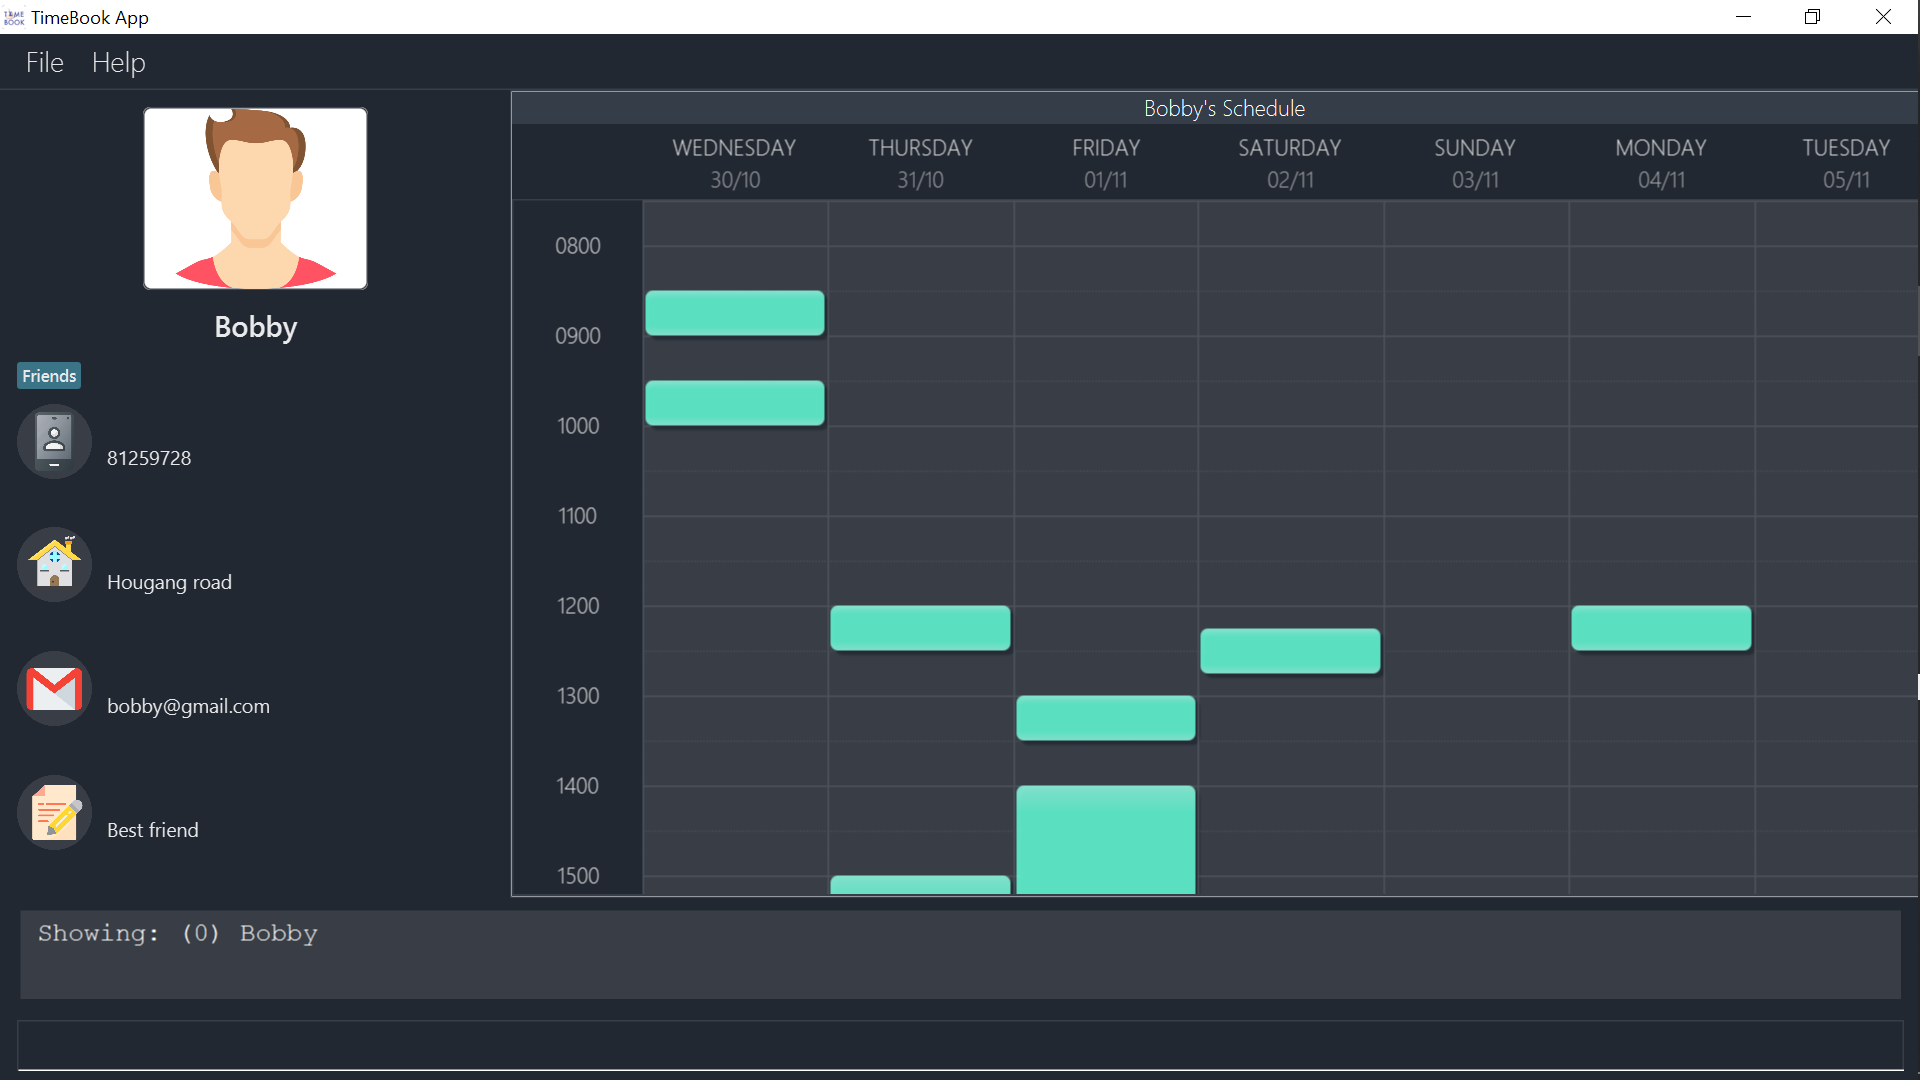 TIME
BOOK
TimeBook App
File Help
Bobby
Friends
81259728
Hougang road
bobby@gmail.com
Best friend
Bobby's Schedule
WEDNESDAY THURSDAY FRIDAY SATURDAY SUNDAY MONDAY TUESDAY
30/10 31/10 01/11 02/11 03/11 04/11 05/11
0800
0900
1000
1100
1200
1300
1400
1500
Showing: (0) Bobby